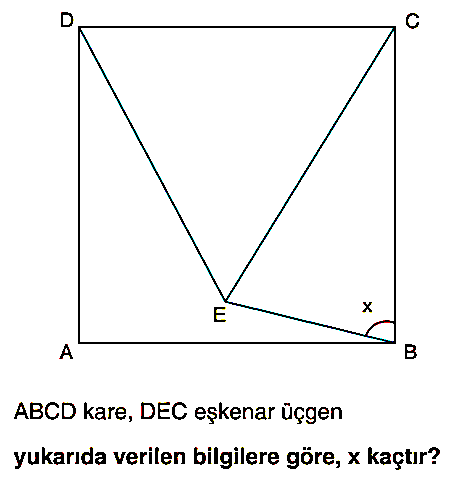 D C
E x
A B
ABCD kare, DEC eşkenar üçgen
yukarıda verilen bilgilere göre, x kaçtır?